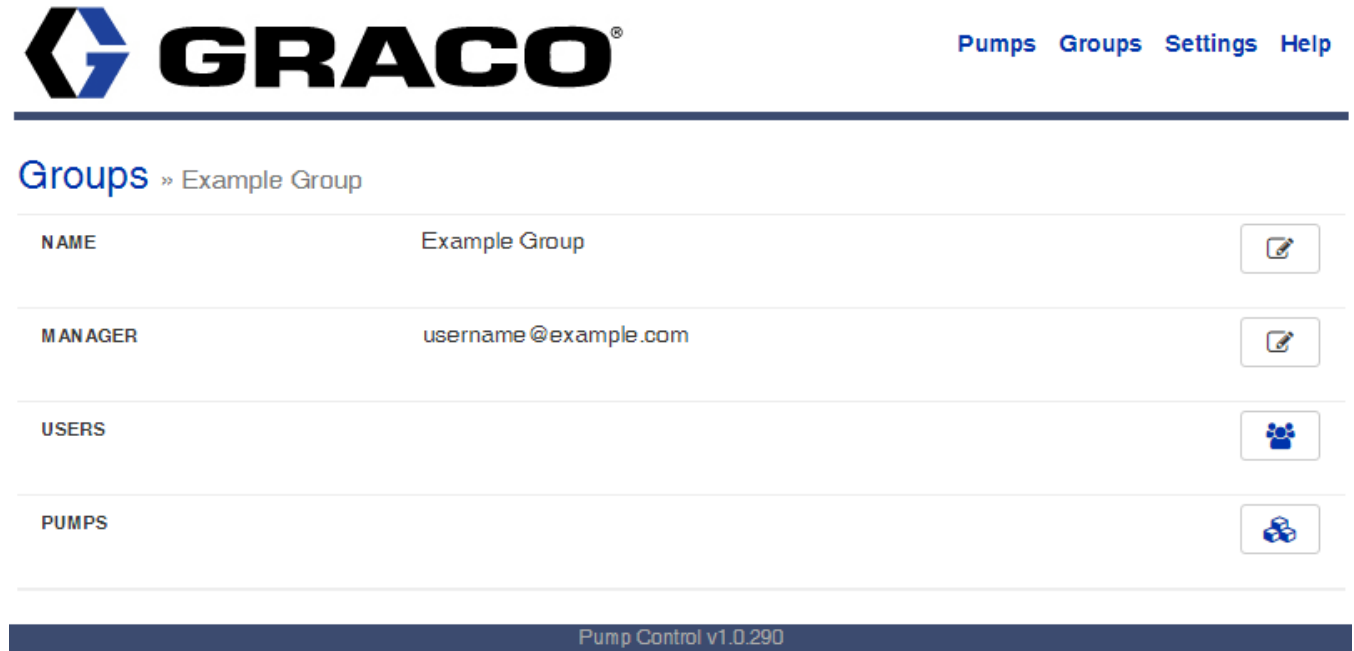 GRACO®
Pumps Groups Settings Help
Groups » Example Group
NAME Example Group
MANAGER username@example.com
USERS
PUMPS
Pump Control v1.0.290